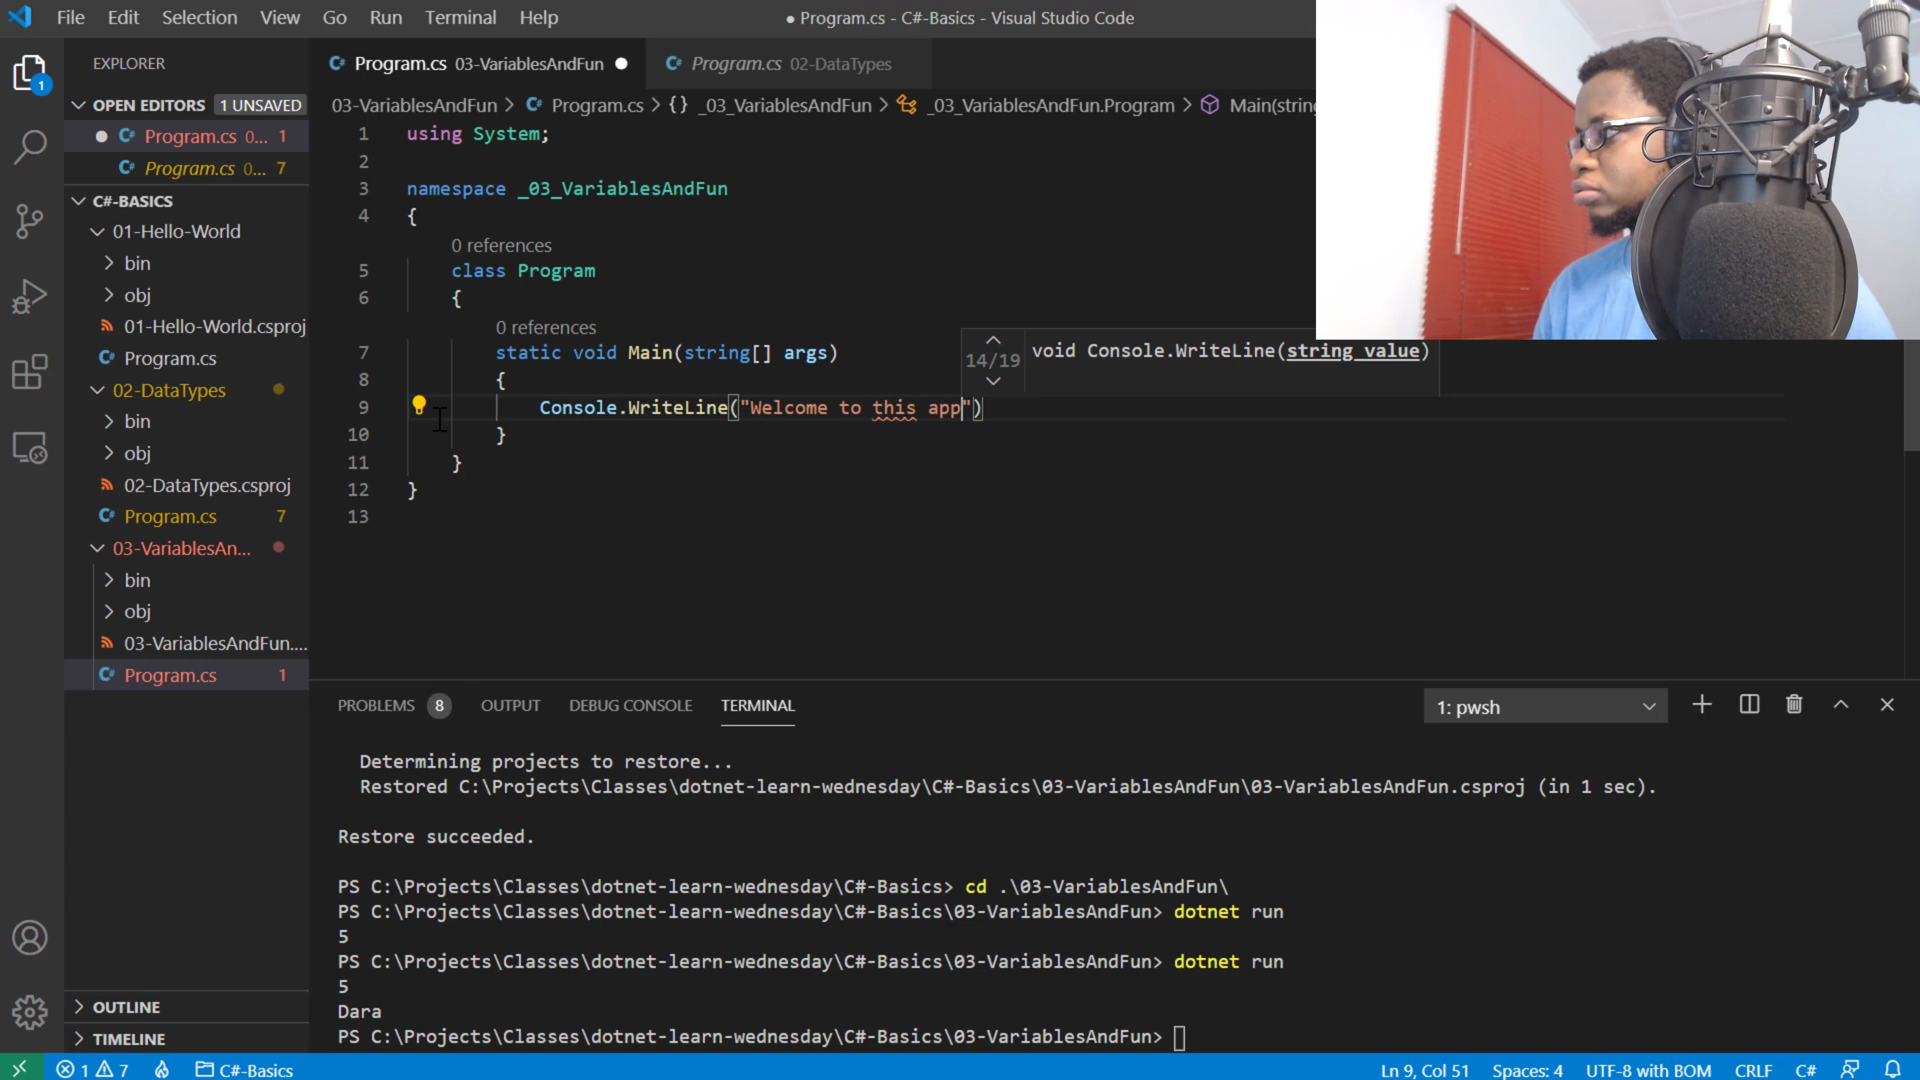 File Edit Selection View Go Run Terminal Help
● Program.cs - C#-Basics - Visual Studio Code
EXPLORER
OPEN EDITORS 1 UNSAVED
Program.cs 0... 1
Program.cs 0... 7
C#-BASICS
01-Hello-World
bin
obj
01-Hello-World.csproj
Program.cs
02-DataTypes
bin
obj
02-DataTypes.csproj
Program.cs 7
03-VariablesAn...
bin
obj
03-VariablesAndFun....
Program.cs 1
OUTLINE
TIMELINE
Program.cs 03-VariablesAndFun
Program.cs 02-DataTypes
03-VariablesAndFun > Program.cs > {} _03_VariablesAndFun > _03_VariablesAndFun.Program > Main(string
1 using System;
2
3 namespace _03_VariablesAndFun
4 {
0 references
5 class Program
6 {
0 references
7 static void Main(string[] args)
8 {
9 Console.WriteLine("Welcome to this app")
10 }
11 }
12 }
13
14/19 void Console.WriteLine(string value)
PROBLEMS 8 OUTPUT DEBUG CONSOLE TERMINAL
1: pwsh
Determining projects to restore...
Restored C:\Projects\Classes\dotnet-learn-wednesday\C#-Basics\03-VariablesAndFun\03-VariablesAndFun.csproj (in 1 sec).
Restore succeeded.
PS C:\Projects\Classes\dotnet-learn-wednesday\C#-Basics> cd .\03-VariablesAndFun\
PS C:\Projects\Classes\dotnet-learn-wednesday\C#-Basics\03-VariablesAndFun> dotnet run
5
PS C:\Projects\Classes\dotnet-learn-wednesday\C#-Basics\03-VariablesAndFun> dotnet run
5
Dara
PS C:\Projects\Classes\dotnet-learn-wednesday\C#-Basics\03-VariablesAndFun>
1 7 C#-Basics
Ln 9, Col 51 Spaces: 4 UTF-8 with BOM CRLF C#